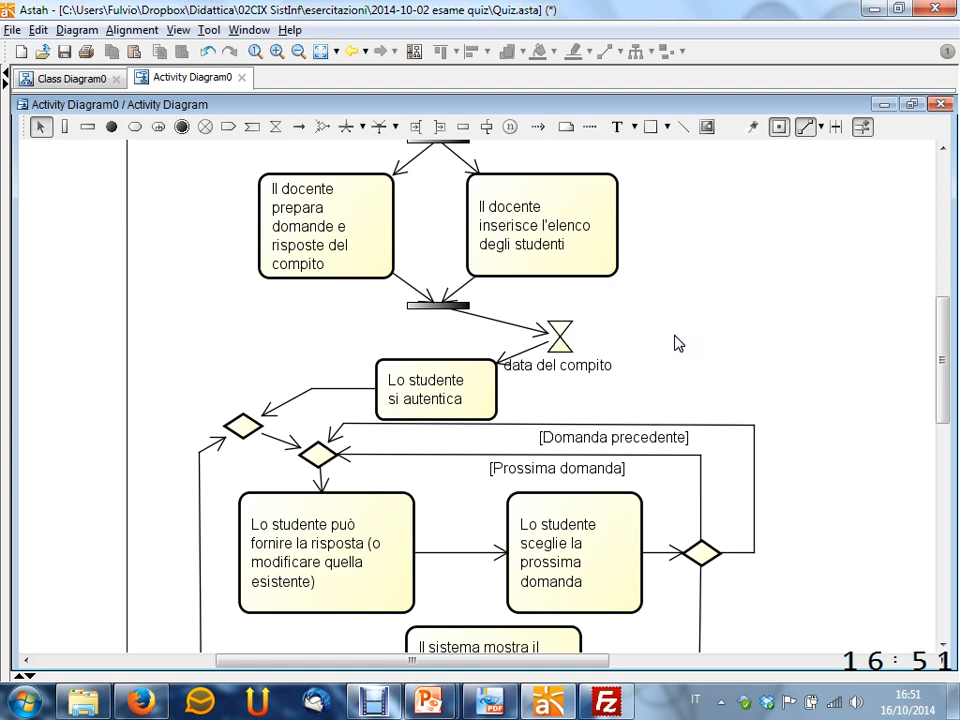 Astah - [C:\Users\Fulvio\Dropbox\Didattica\02CIX SistInf\esercitazioni\2014-10-02 esame quiz\Quiz.asta] (*)
File Edit Diagram Alignment View Tool Window Help
Class Diagram0
Activity Diagram0
Activity Diagram0 / Activity Diagram
Il docente
prepara
domande e
risposte del
compito
Il docente
inserisce l'elenco
degli studenti
data del compito
Lo studente
si autentica
[Domanda precedente]
[Prossima domanda]
Lo studente può
fornire la risposta (o
modificare quella
esistente)
Lo studente
sceglie la
prossima
domanda
Il sistema mostra il
16:51
IT
16:51
16/10/2014